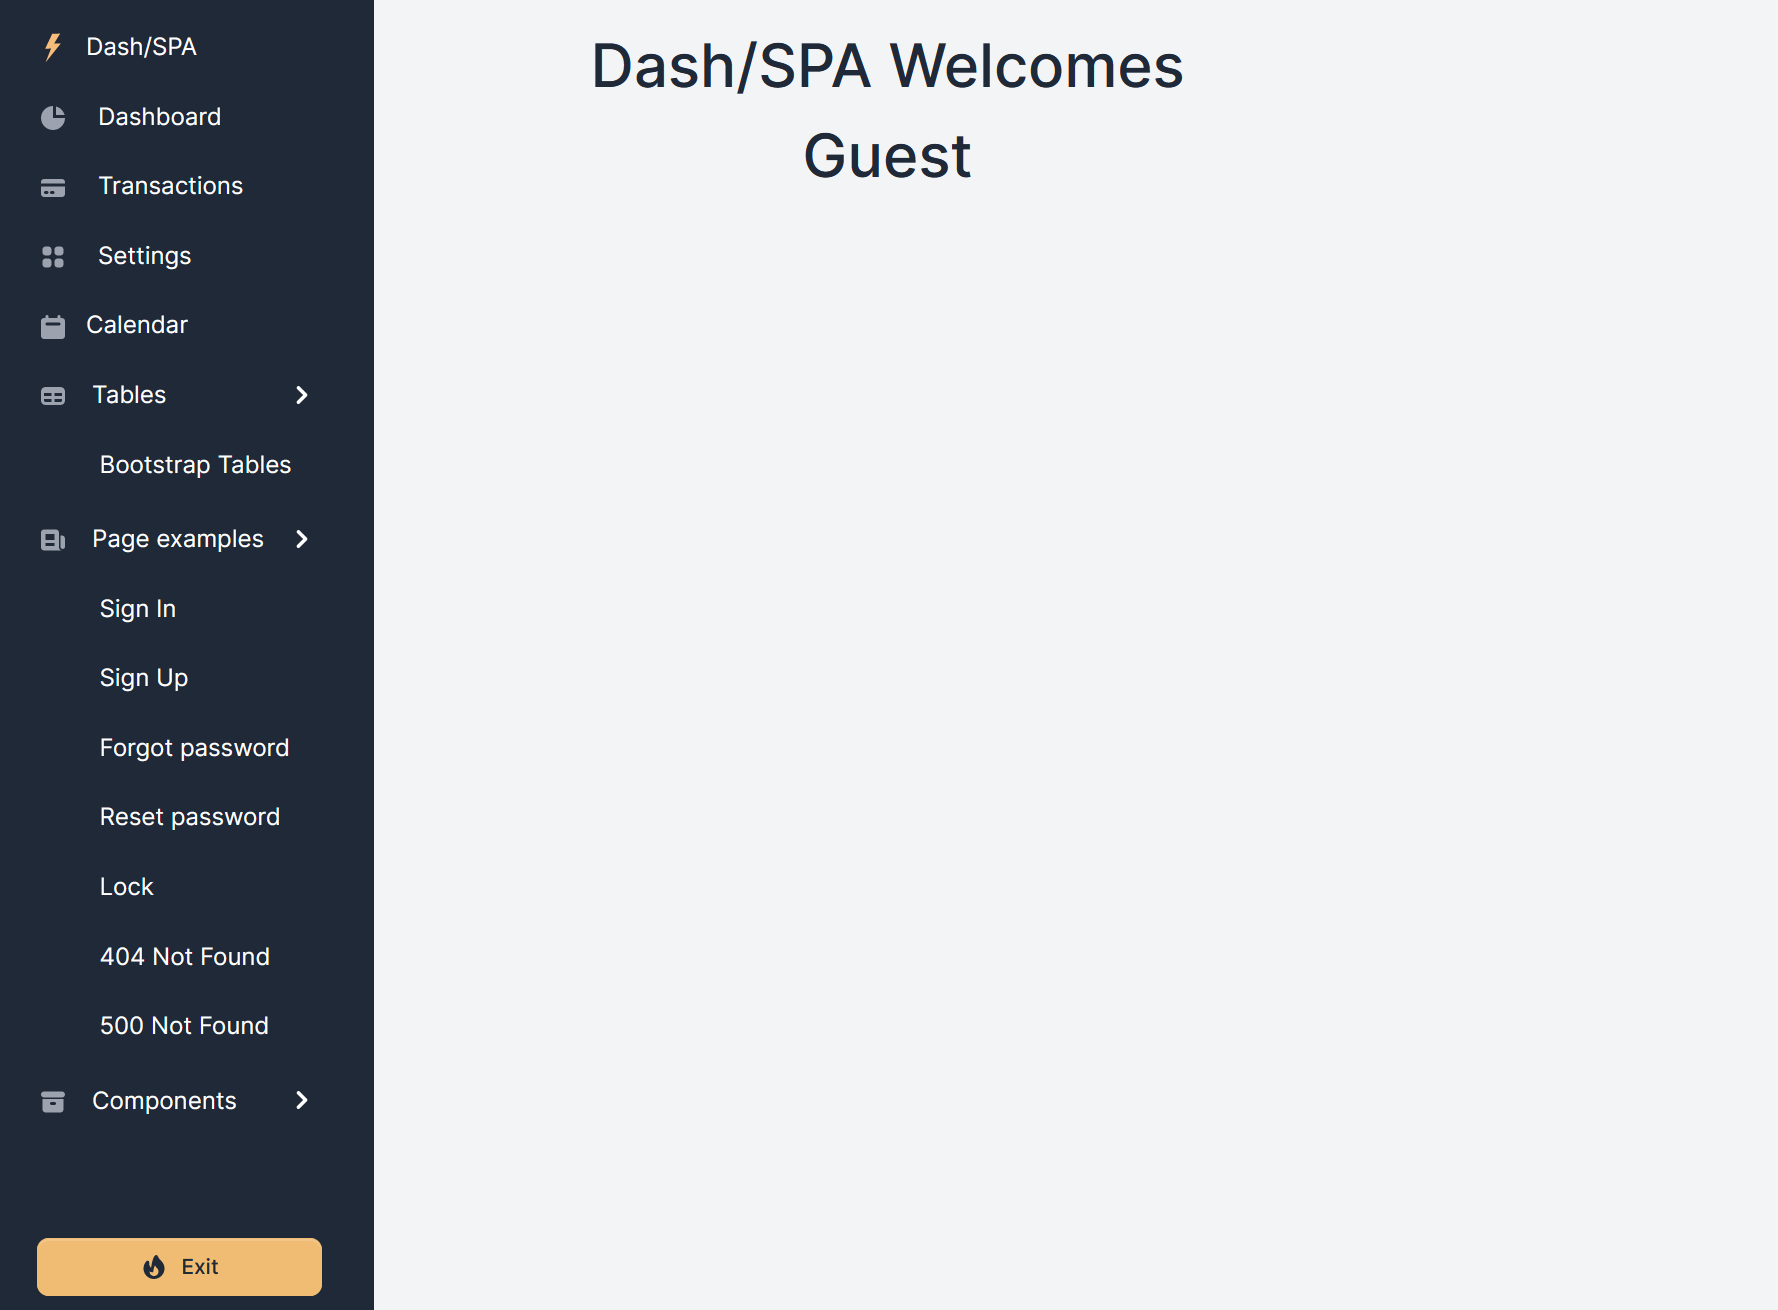 Dash/SPA
Dashboard
Transactions
Settings
Calendar
Tables
Bootstrap Tables
Page examples
Sign In
Sign Up
Forgot password
Reset password
Lock
404 Not Found
500 Not Found
Components
Exit
Dash/SPA Welcomes
Guest